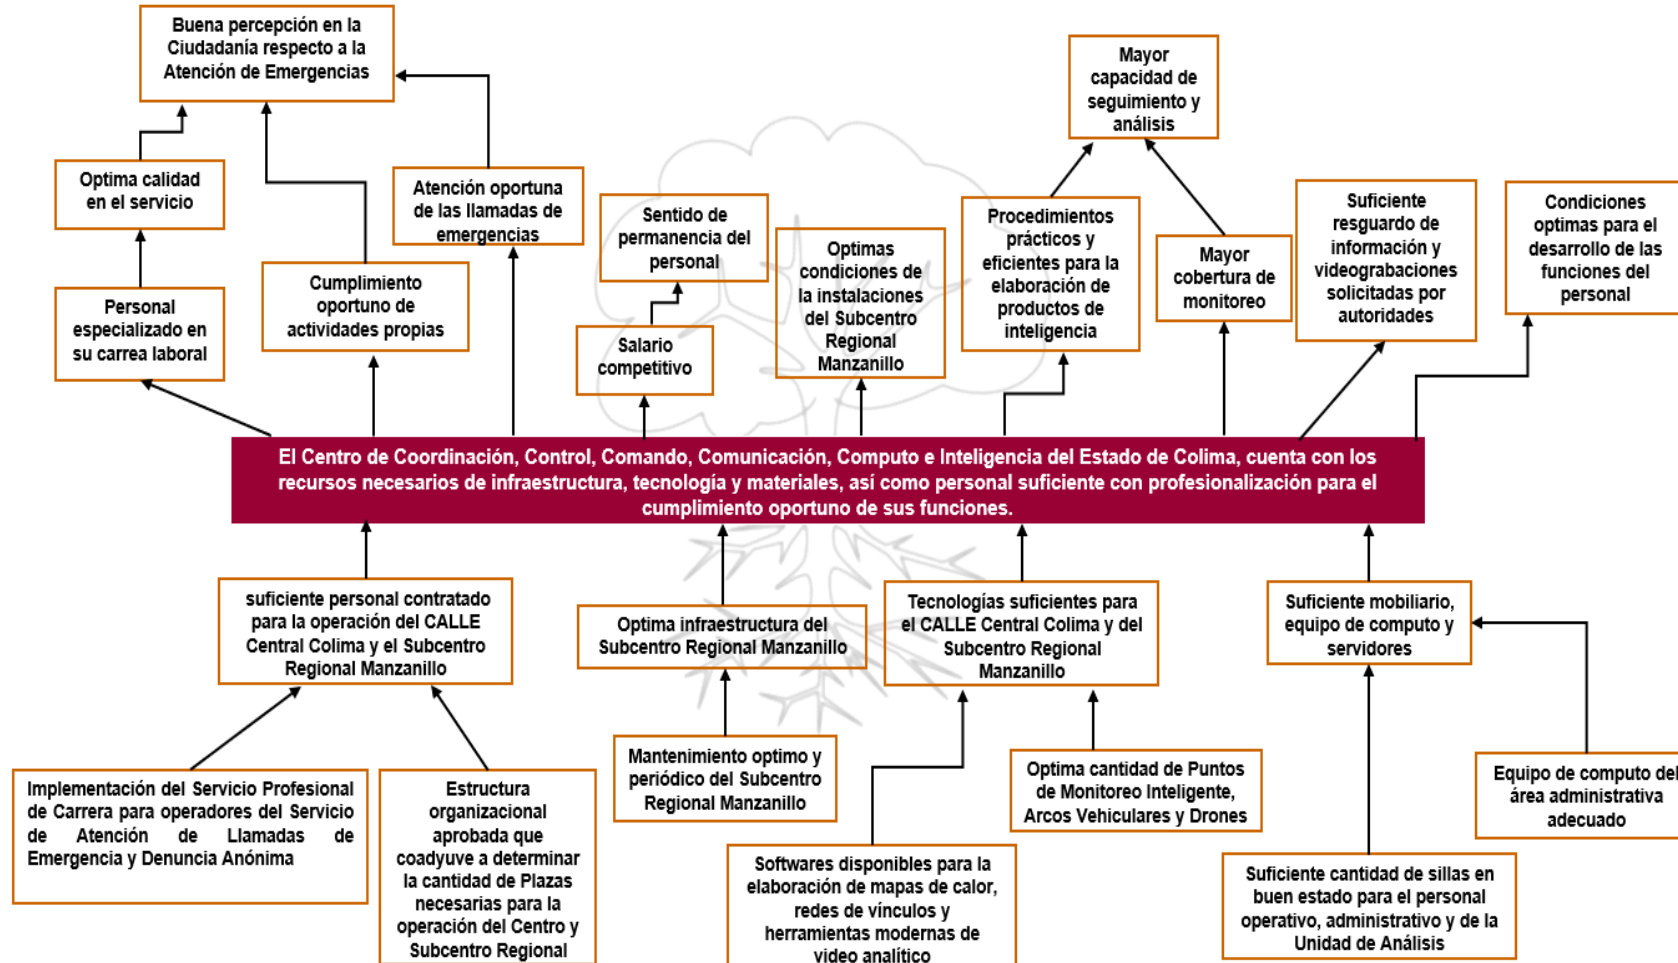 Buena percepción en la
Ciudadanía respecto a la
Atención de Emergencias
Mayor
capacidad de
seguimiento y
análisis
Optima calidad
en el servicio
Atención oportuna
de las llamadas de
emergencias
Sentido de
permanencia del
personal
Optimas
condiciones de
la instalaciones
del Subcentro
Regional
Manzanillo
Procedimientos
prácticos y
eficientes para la
elaboración de
productos de
inteligencia
Mayor
cobertura de
monitoreo
Suficiente
resguardo de
información y
videograbaciones
solicitadas por
autoridades
Condiciones
optimas para el
desarrollo de las
funciones del
personal
Personal
especializado en
su carrea laboral
Cumplimiento
oportuno de
actividades propias
Salario
competitivo
El Centro de Coordinación, Control, Comando, Comunicación, Computo e Inteligencia del Estado de Colima, cuenta con los
recursos necesarios de infraestructura, tecnología y materiales, así como personal suficiente con profesionalización para el
cumplimiento oportuno de sus funciones.
suficiente personal contratado
para la operación del CALLE
Central Colima y el Subcentro
Regional Manzanillo
Optima infraestructura del
Subcentro Regional Manzanillo
Tecnologías suficientes para
el CALLE Central Colima y del
Subcentro Regional
Manzanillo
Suficiente mobiliario,
equipo de computo y
servidores
Implementación del Servicio Profesional
de Carrera para operadores del Servicio
de Atención de Llamadas de
Emergencia y Denuncia Anónima
Estructura
organizacional
aprobada que
coadyuve a determinar
la cantidad de Plazas
necesarias para la
operación del Centro y
Subcentro Regional
Mantenimiento optimo y
periódico del Subcentro
Regional Manzanillo
Softwares disponibles para la
elaboración de mapas de calor,
redes de vínculos y
herramientas modernas de
video analítico
Optima cantidad de Puntos
de Monitoreo Inteligente,
Arcos Vehiculares y Drones
Suficiente cantidad de sillas en
buen estado para el personal
operativo, administrativo y de la
Unidad de Análisis
Equipo de computo del
área administrativa
adecuado